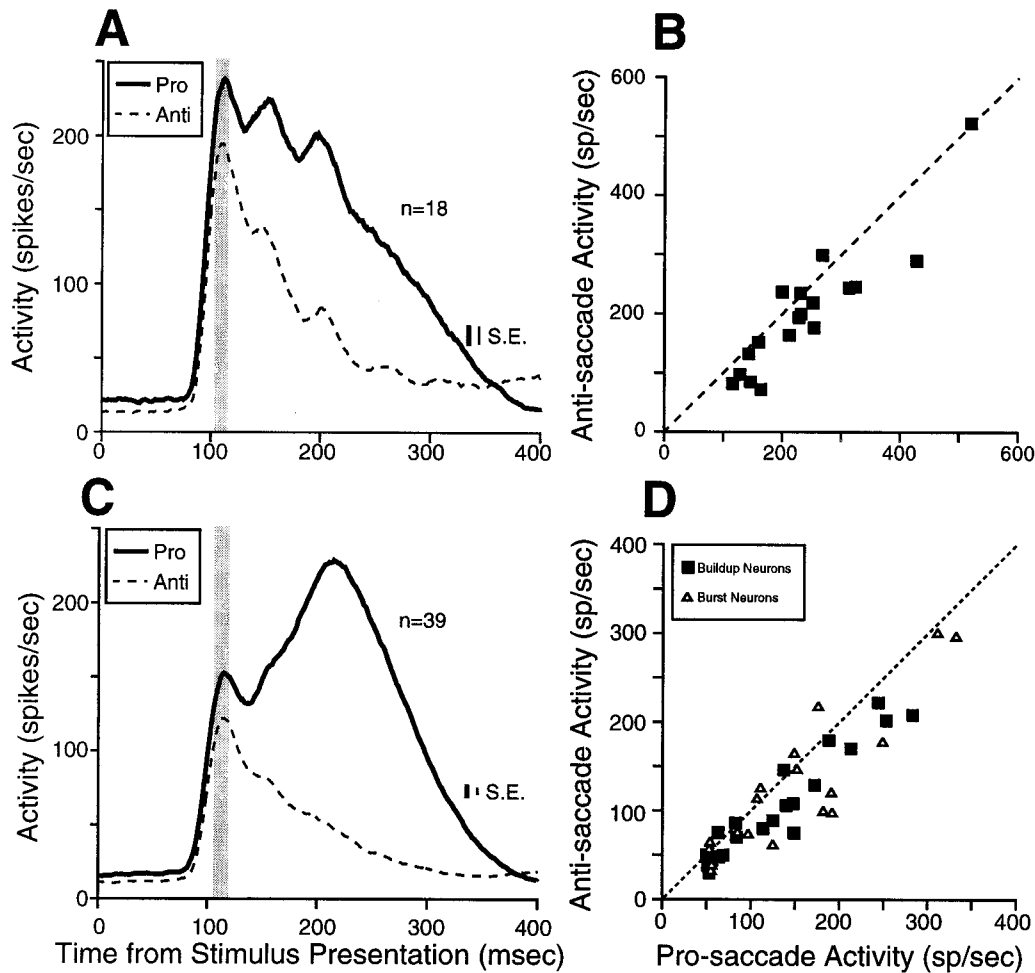 A
Pro
Anti
200
100
0
0
100
200
300
400
Activity (spikes/sec)
n=18
S.E.
B
600
400
200
0
0
200
400
600
Anti-saccade Activity (sp/sec)
C
Pro
Anti
200
100
0
0
100
200
300
400
Activity (spikes/sec)
n=39
S.E.
Time from Stimulus Presentation (msec)
D
Buildup Neurons
Burst Neurons
400
300
200
100
0
0
100
200
300
400
Anti-saccade Activity (sp/sec)
Pro-saccade Activity (sp/sec)